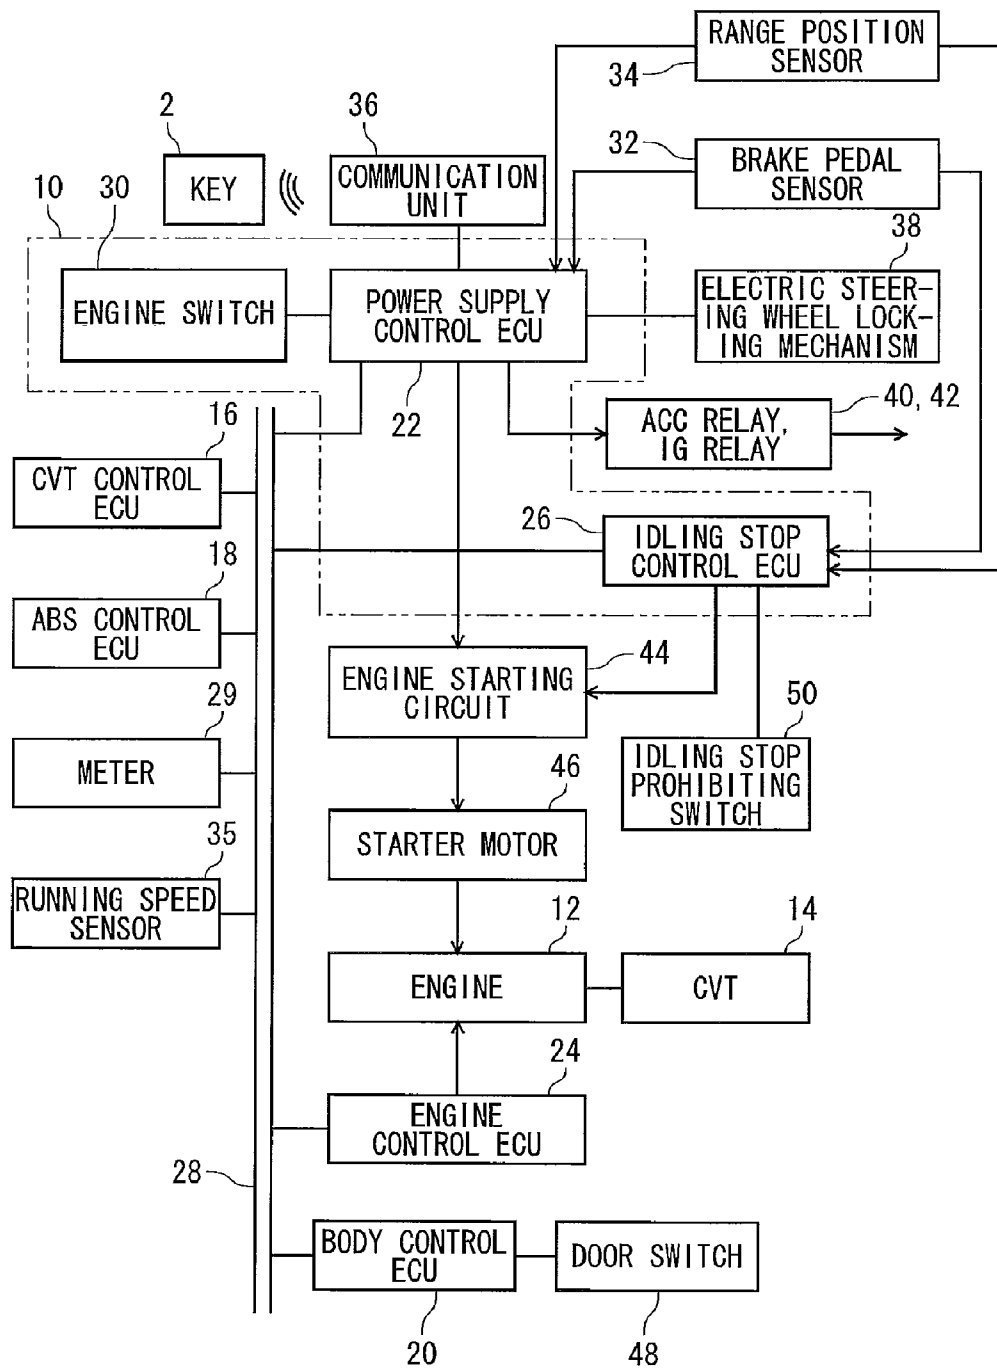 RANGE POSITION
SENSOR
34
2
36
32
BRAKE PEDAL
SENSOR
KEY
COMMUNICATION
UNIT
10
30
38
ENGINE SWITCH
POWER SUPPLY
CONTROL ECU
ELECTRIC STEER-
ING WHEEL LOCK-
ING MECHANISM
22
40, 42
ACC RELAY,
IG RELAY
16
CVT CONTROL
ECU
26
IDLING STOP
CONTROL ECU
18
ABS CONTROL
ECU
44
ENGINE STARTING
CIRCUIT
29
METER
50
IDLING STOP
PROHIBITING
SWITCH
46
STARTER MOTOR
35
RUNNING SPEED
SENSOR
12
14
ENGINE
CVT
24
ENGINE
CONTROL ECU
28
BODY CONTROL
ECU
DOOR SWITCH
20
48